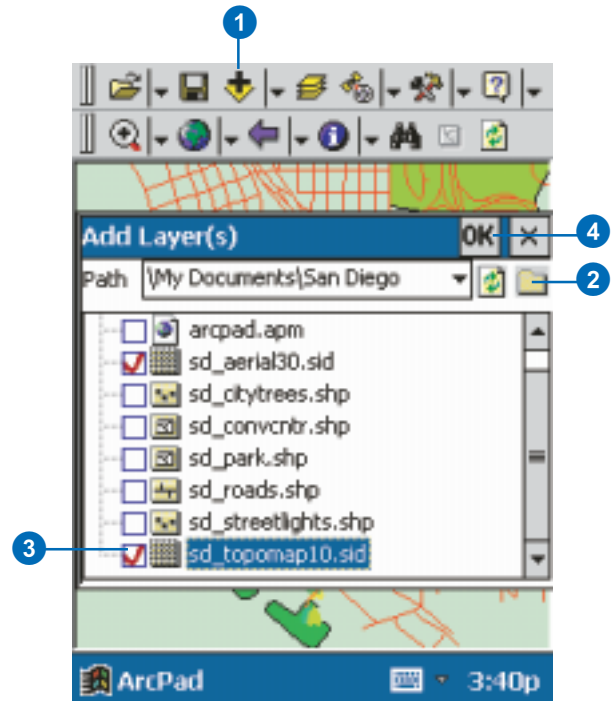 1
Add Layer(s) OK ×
4
Path \My Documents\San Diego
2
arcpad.apm
sd_aerial30.sid
sd_citytrees.shp
sd_convcntr.shp
sd_park.shp
sd_roads.shp
sd_streetlights.shp
3
sd_topomap10.sid
ArcPad 3:40p